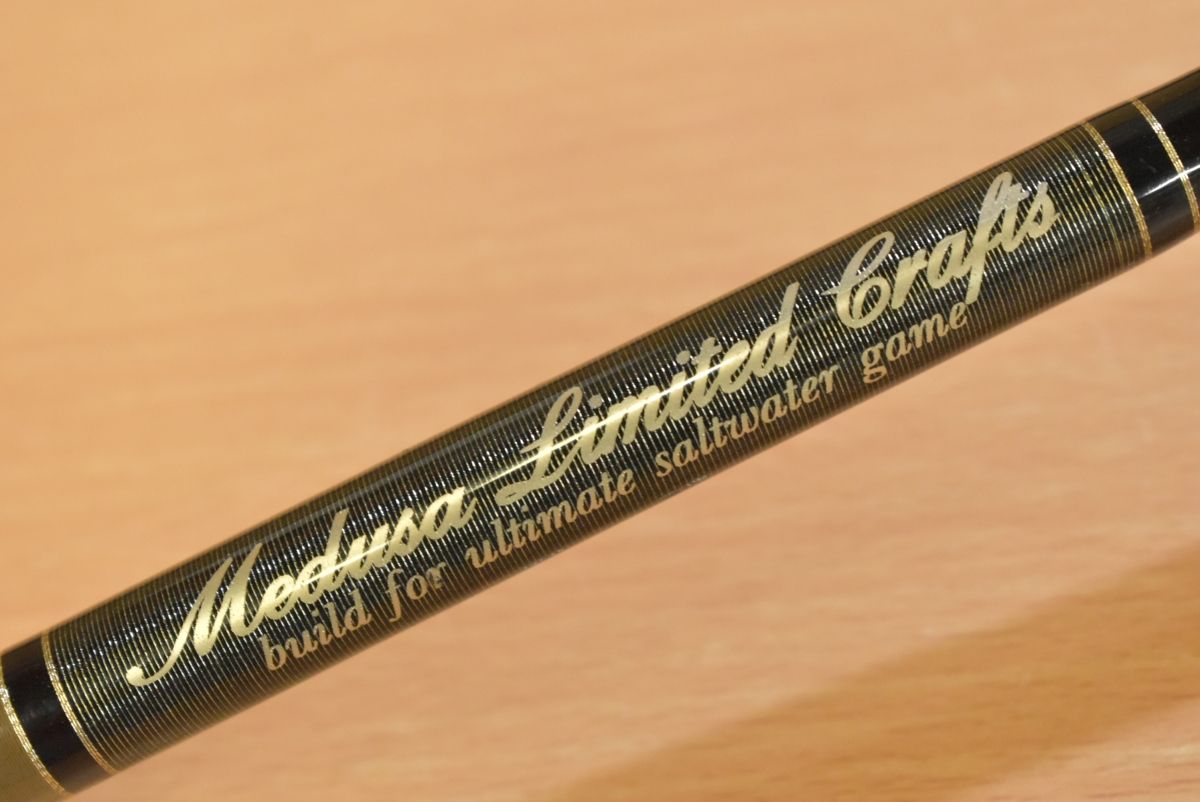 Medusa Limited Crafts
build for ultimate saltwater game